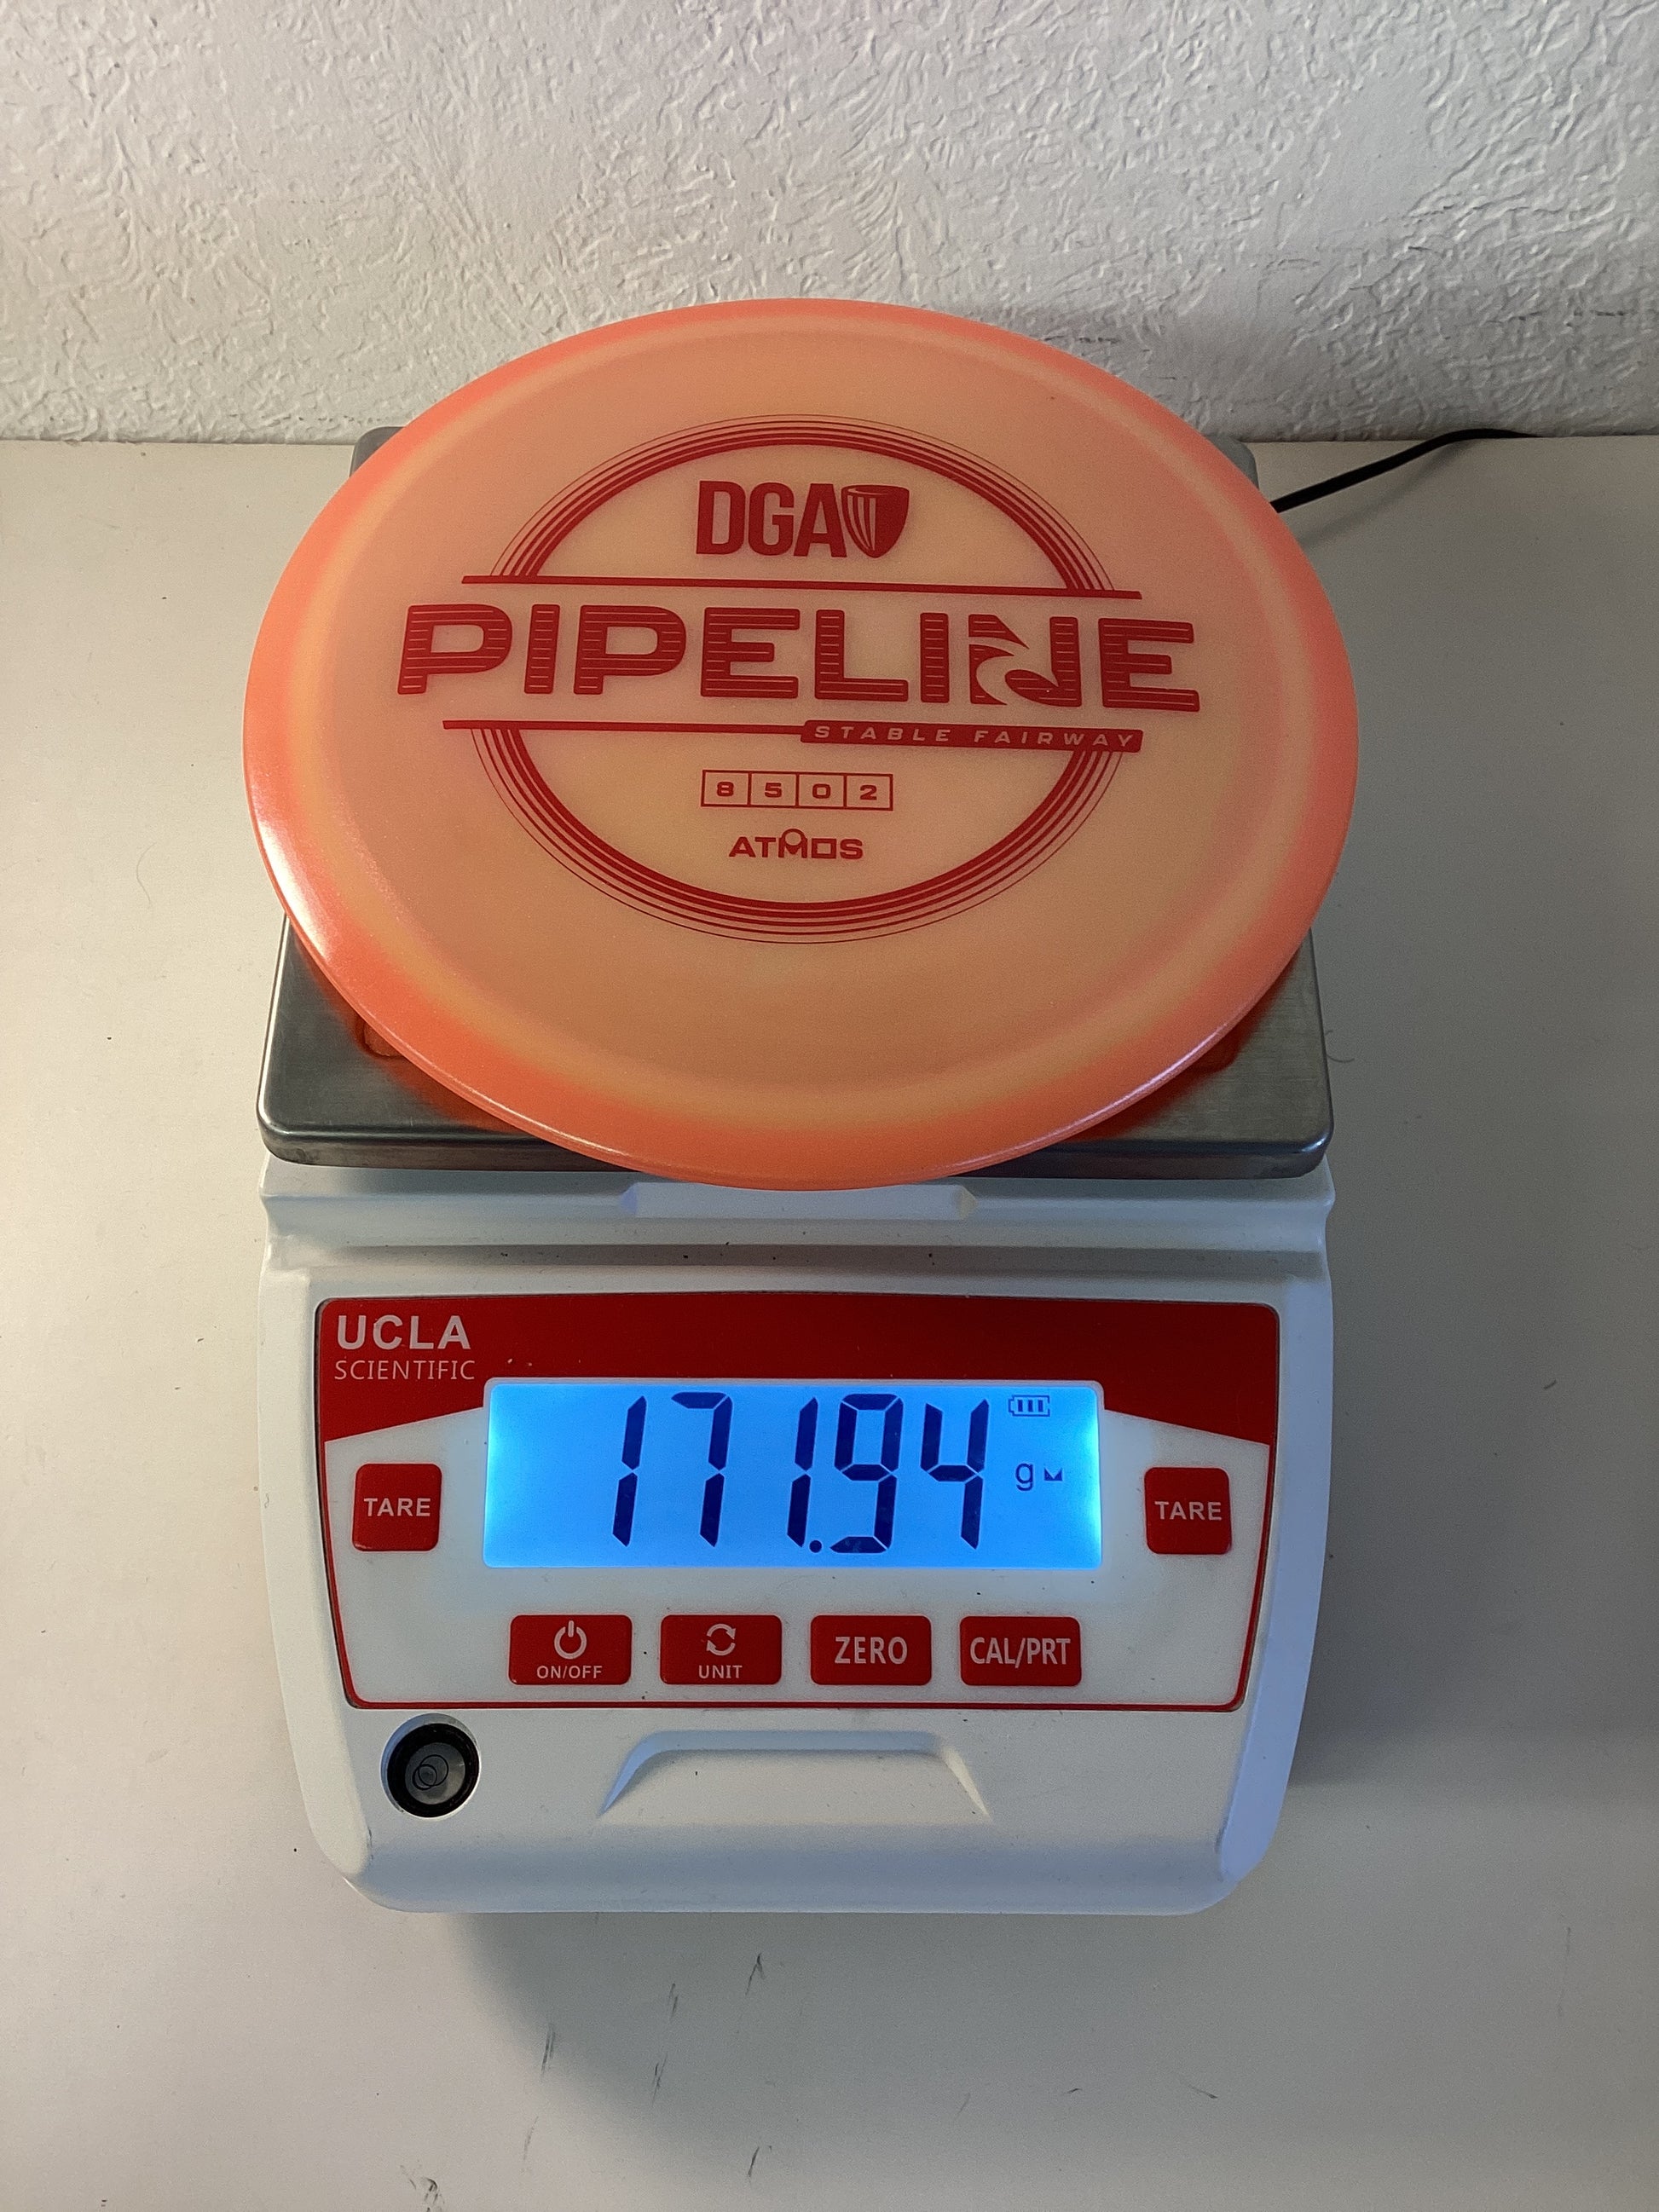 DGA
PIPELINE
STABLE FAIRWAY
8 5 0 2
ATMOS
UCLA
SCIENTIFIC
171.94 g
TARE
TARE
ON/OFF
UNIT
ZERO
CAL/PRT